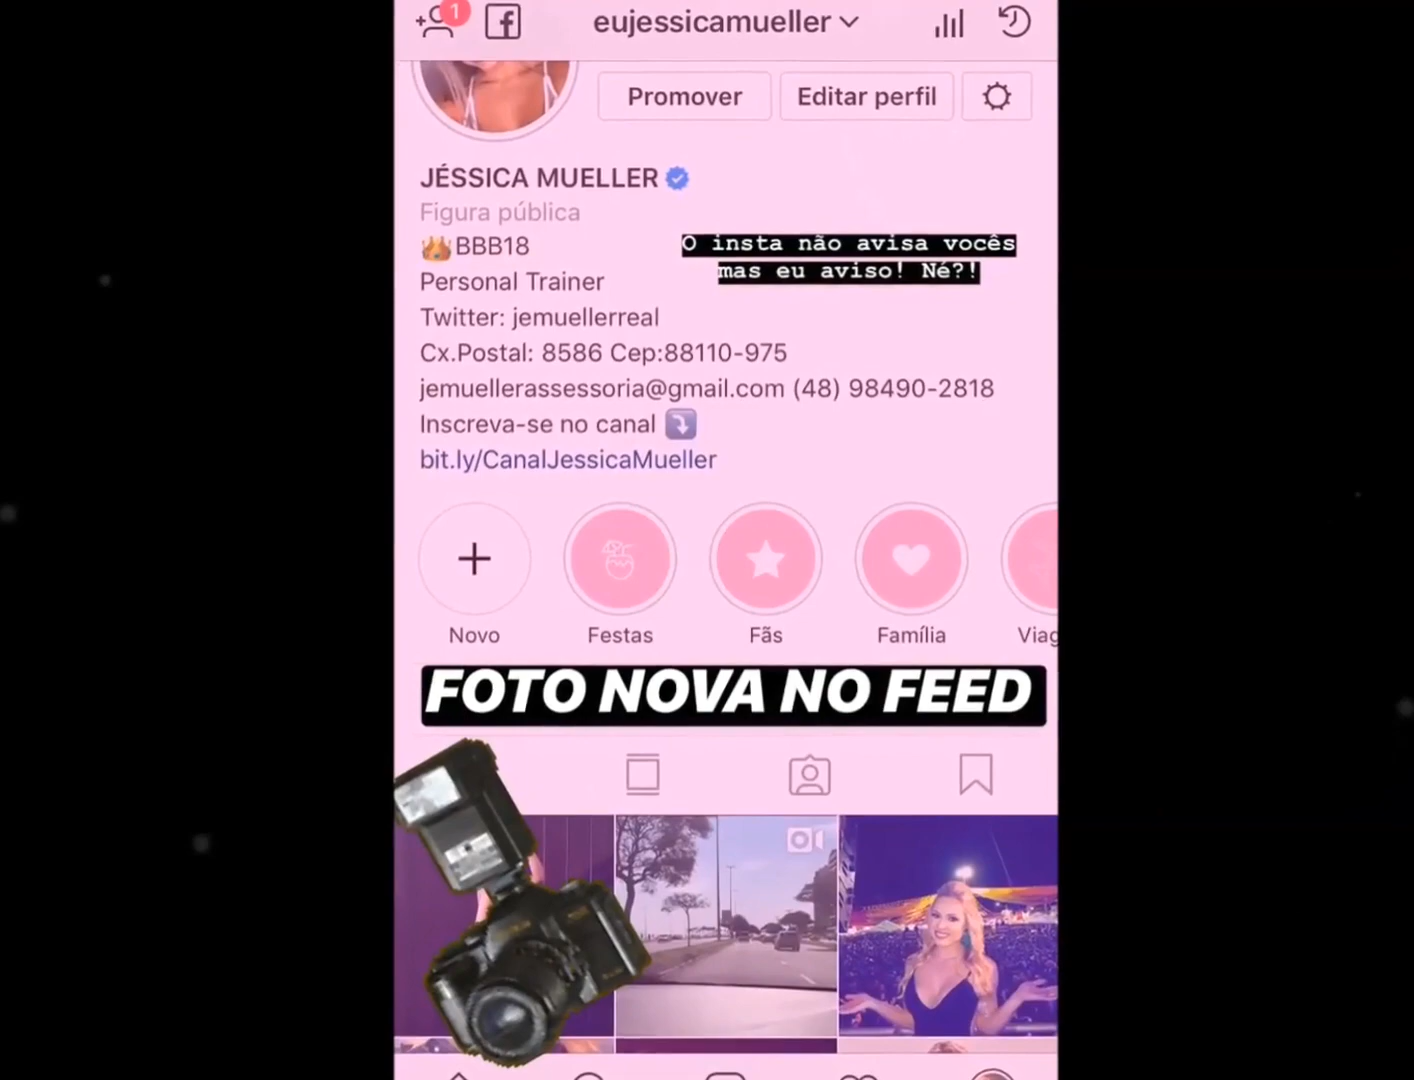 1
eujessicamueller
Promover
Editar perfil
JÉSSICA MUELLER
Figura pública
BBB18
O insta não avisa vocês
mas eu aviso! Né?!
Personal Trainer
Twitter: jemuellerreal
Cx.Postal: 8586 Cep:88110-975
jemuellerassessoria@gmail.com (48) 98490-2818
Inscreva-se no canal
bit.ly/CanalJessicaMueller
Novo
Festas
Fãs
Família
Viag
FOTO NOVA NO FEED